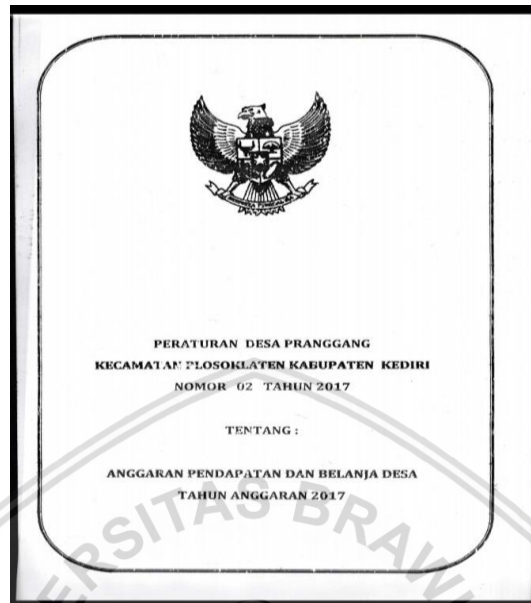 PERATURAN DESA PRANGGANG
KECAMATAN PLOSOKLATEN KABUPATEN KEDIRI
NOMOR 02 TAHUN 2017
TENTANG :
ANGGARAN PENDAPATAN DAN BELANJA DESA
TAHUN ANGGARAN 2017
ERSITAS BRAW